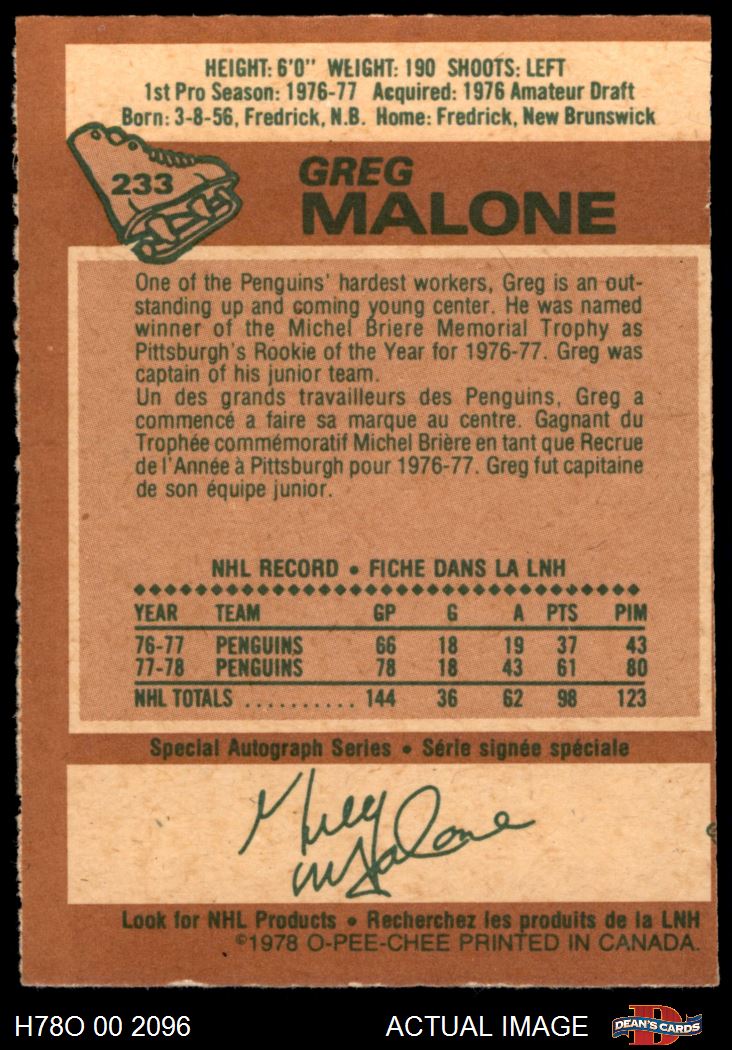 HEIGHT: 6'0" WEIGHT: 190 SHOOTS: LEFT
1st Pro Season: 1976-77 Acquired: 1976 Amateur Draft
Born: 3-8-56, Fredrick, N.B. Home: Fredrick, New Brunswick
233
GREG
MALONE
One of the Penguins' hardest workers, Greg is an out-
standing up and coming young center. He was named
winner of the Michel Briere Memorial Trophy as
Pittsburgh's Rookie of the Year for 1976-77. Greg was
captain of his junior team.
Un des grands travailleurs des Penguins, Greg a
commencé a faire sa marque au centre. Gagnant du
Trophée commémoratif Michel Brière en tant que Recrue
de l'Année à Pittsburgh pour 1976-77. Greg fut capitaine
de son équipe junior.
NHL RECORD • FICHE DANS LA LNH
YEAR TEAM GP G A PTS PIM
76-77 PENGUINS 66 18 19 37 43
77-78 PENGUINS 78 18 43 61 80
NHL TOTALS .......... 144 36 62 98 123
Special Autograph Series • Série signée spéciale
Greg
Malone
Look for NHL Products • Recherchez les produits de la LNH
©1978 O-PEE-CHEE PRINTED IN CANADA.
H78O 00 2096 ACTUAL IMAGE
D
DEAN'S CARDS